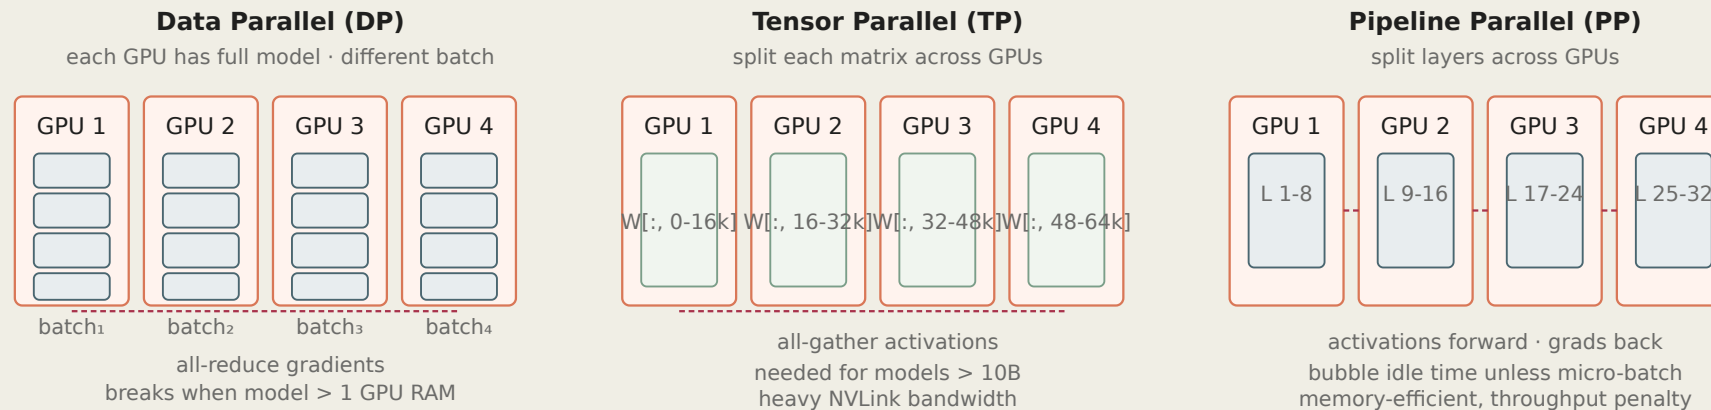 Data Parallel (DP)
each GPU has full model · different batch
GPU 1
GPU 2
GPU 3
GPU 4
batch₁
batch₂
batch₃
batch₄
all-reduce gradients
breaks when model > 1 GPU RAM
Tensor Parallel (TP)
split each matrix across GPUs
GPU 1
GPU 2
GPU 3
GPU 4
W[:, 0-16k]
W[:, 16-32k]
W[:, 32-48k]
W[:, 48-64k]
all-gather activations
needed for models > 10B
heavy NVLink bandwidth
Pipeline Parallel (PP)
split layers across GPUs
GPU 1
GPU 2
GPU 3
GPU 4
L 1-8
L 9-16
L 17-24
L 25-32
activations forward · grads back
bubble idle time unless micro-batch
memory-efficient, throughput penalty